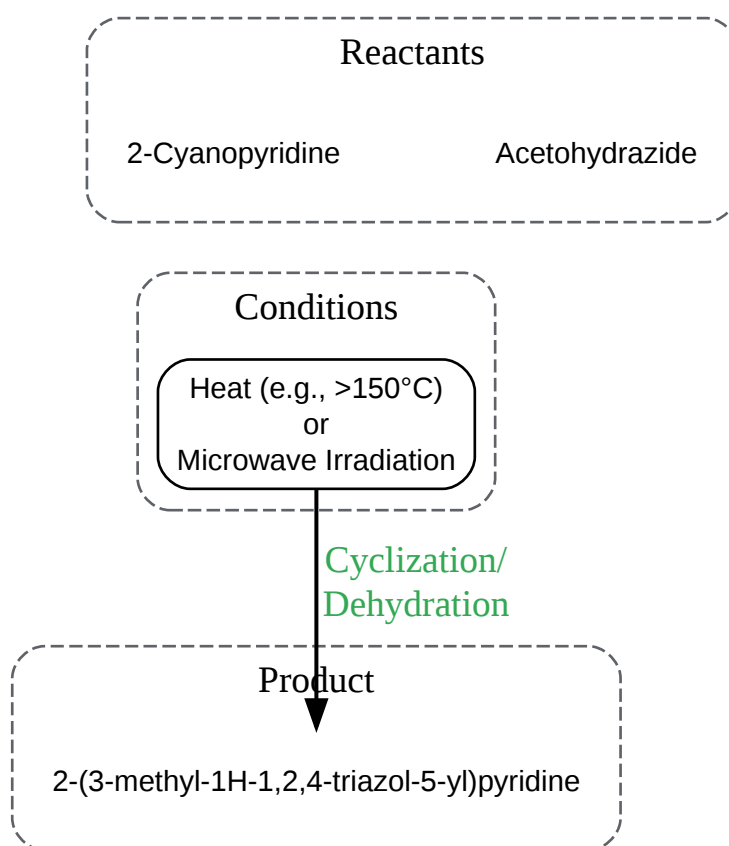 Reactants
2-Cyanopyridine
Acetohydrazide
Conditions
Heat (e.g., >150°C)
or
Microwave Irradiation
Cyclization/
Dehydration
Product
2-(3-methyl-1H-1,2,4-triazol-5-yl)pyridine